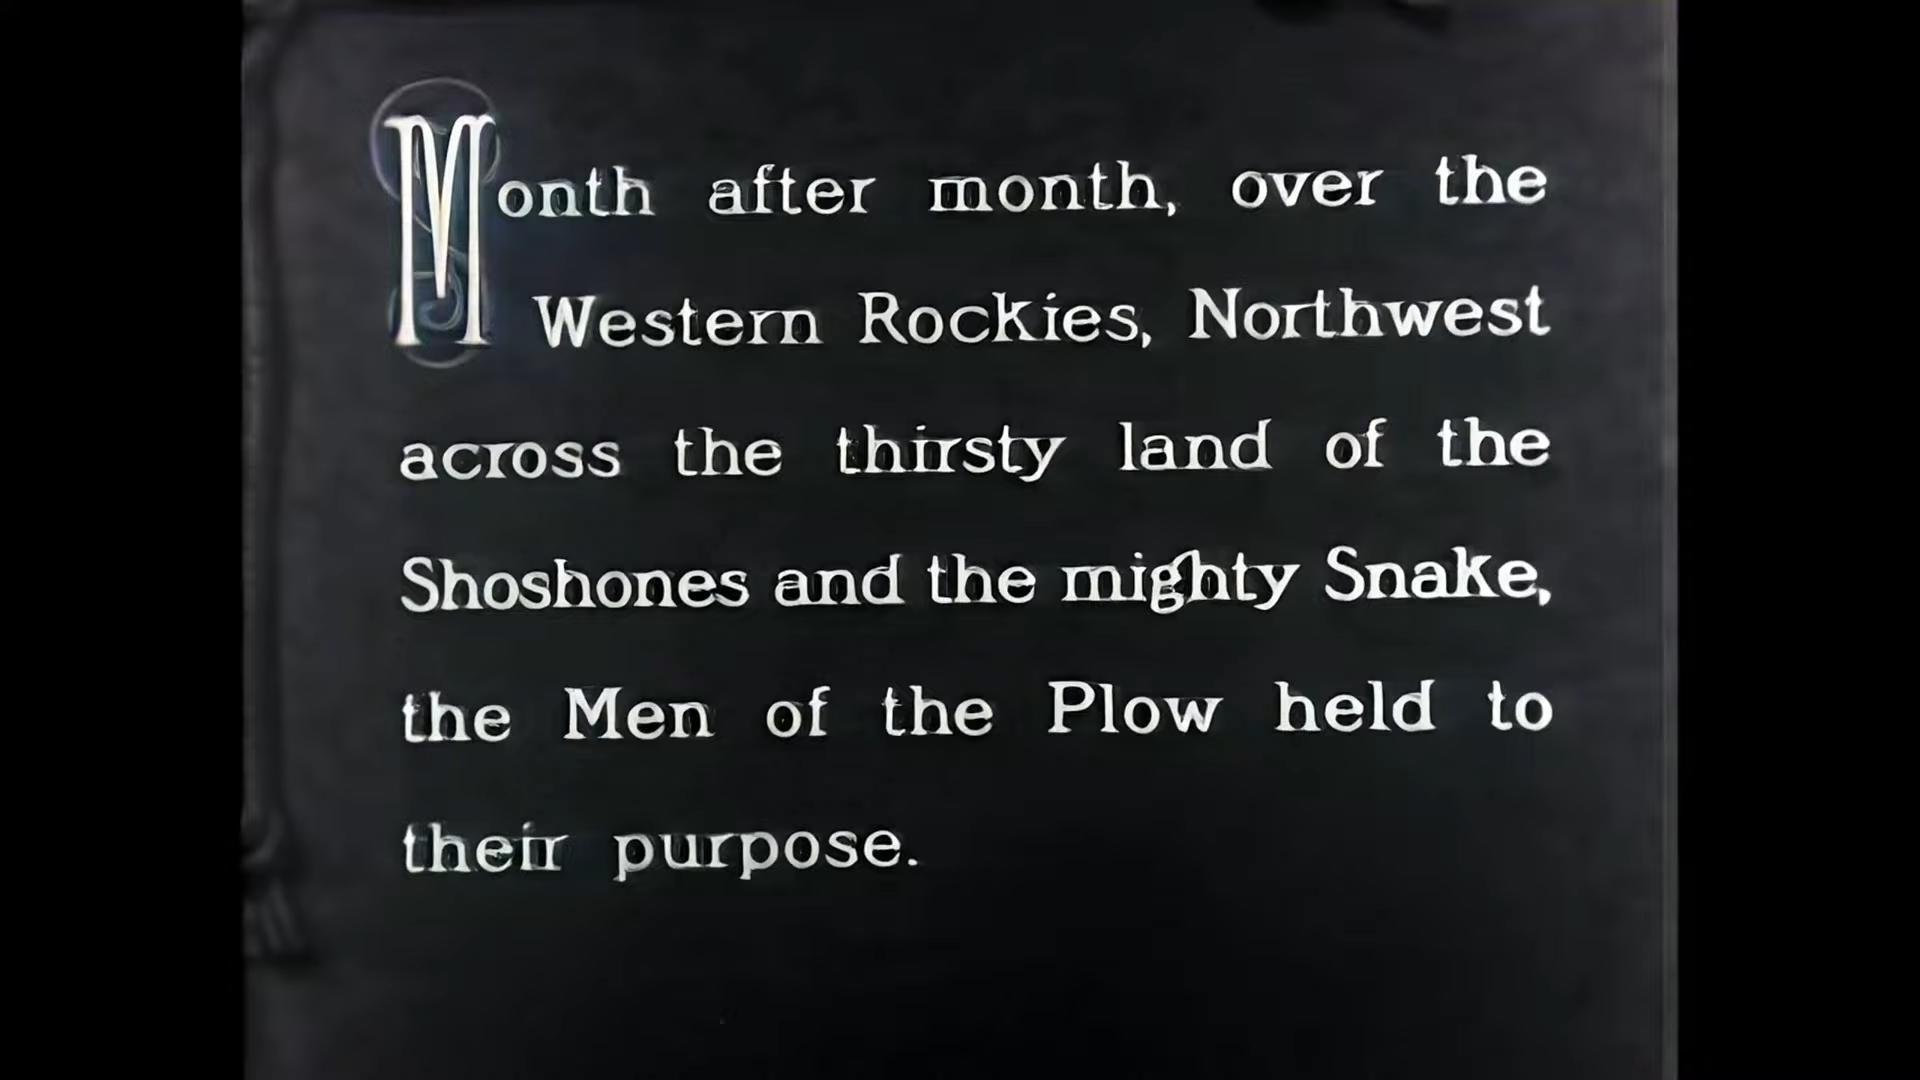 Month after month, over the
Western Rockies, Northwest
across the thirsty land of the
Shoshones and the mighty Snake,
the Men of the Plow held to
their purpose.